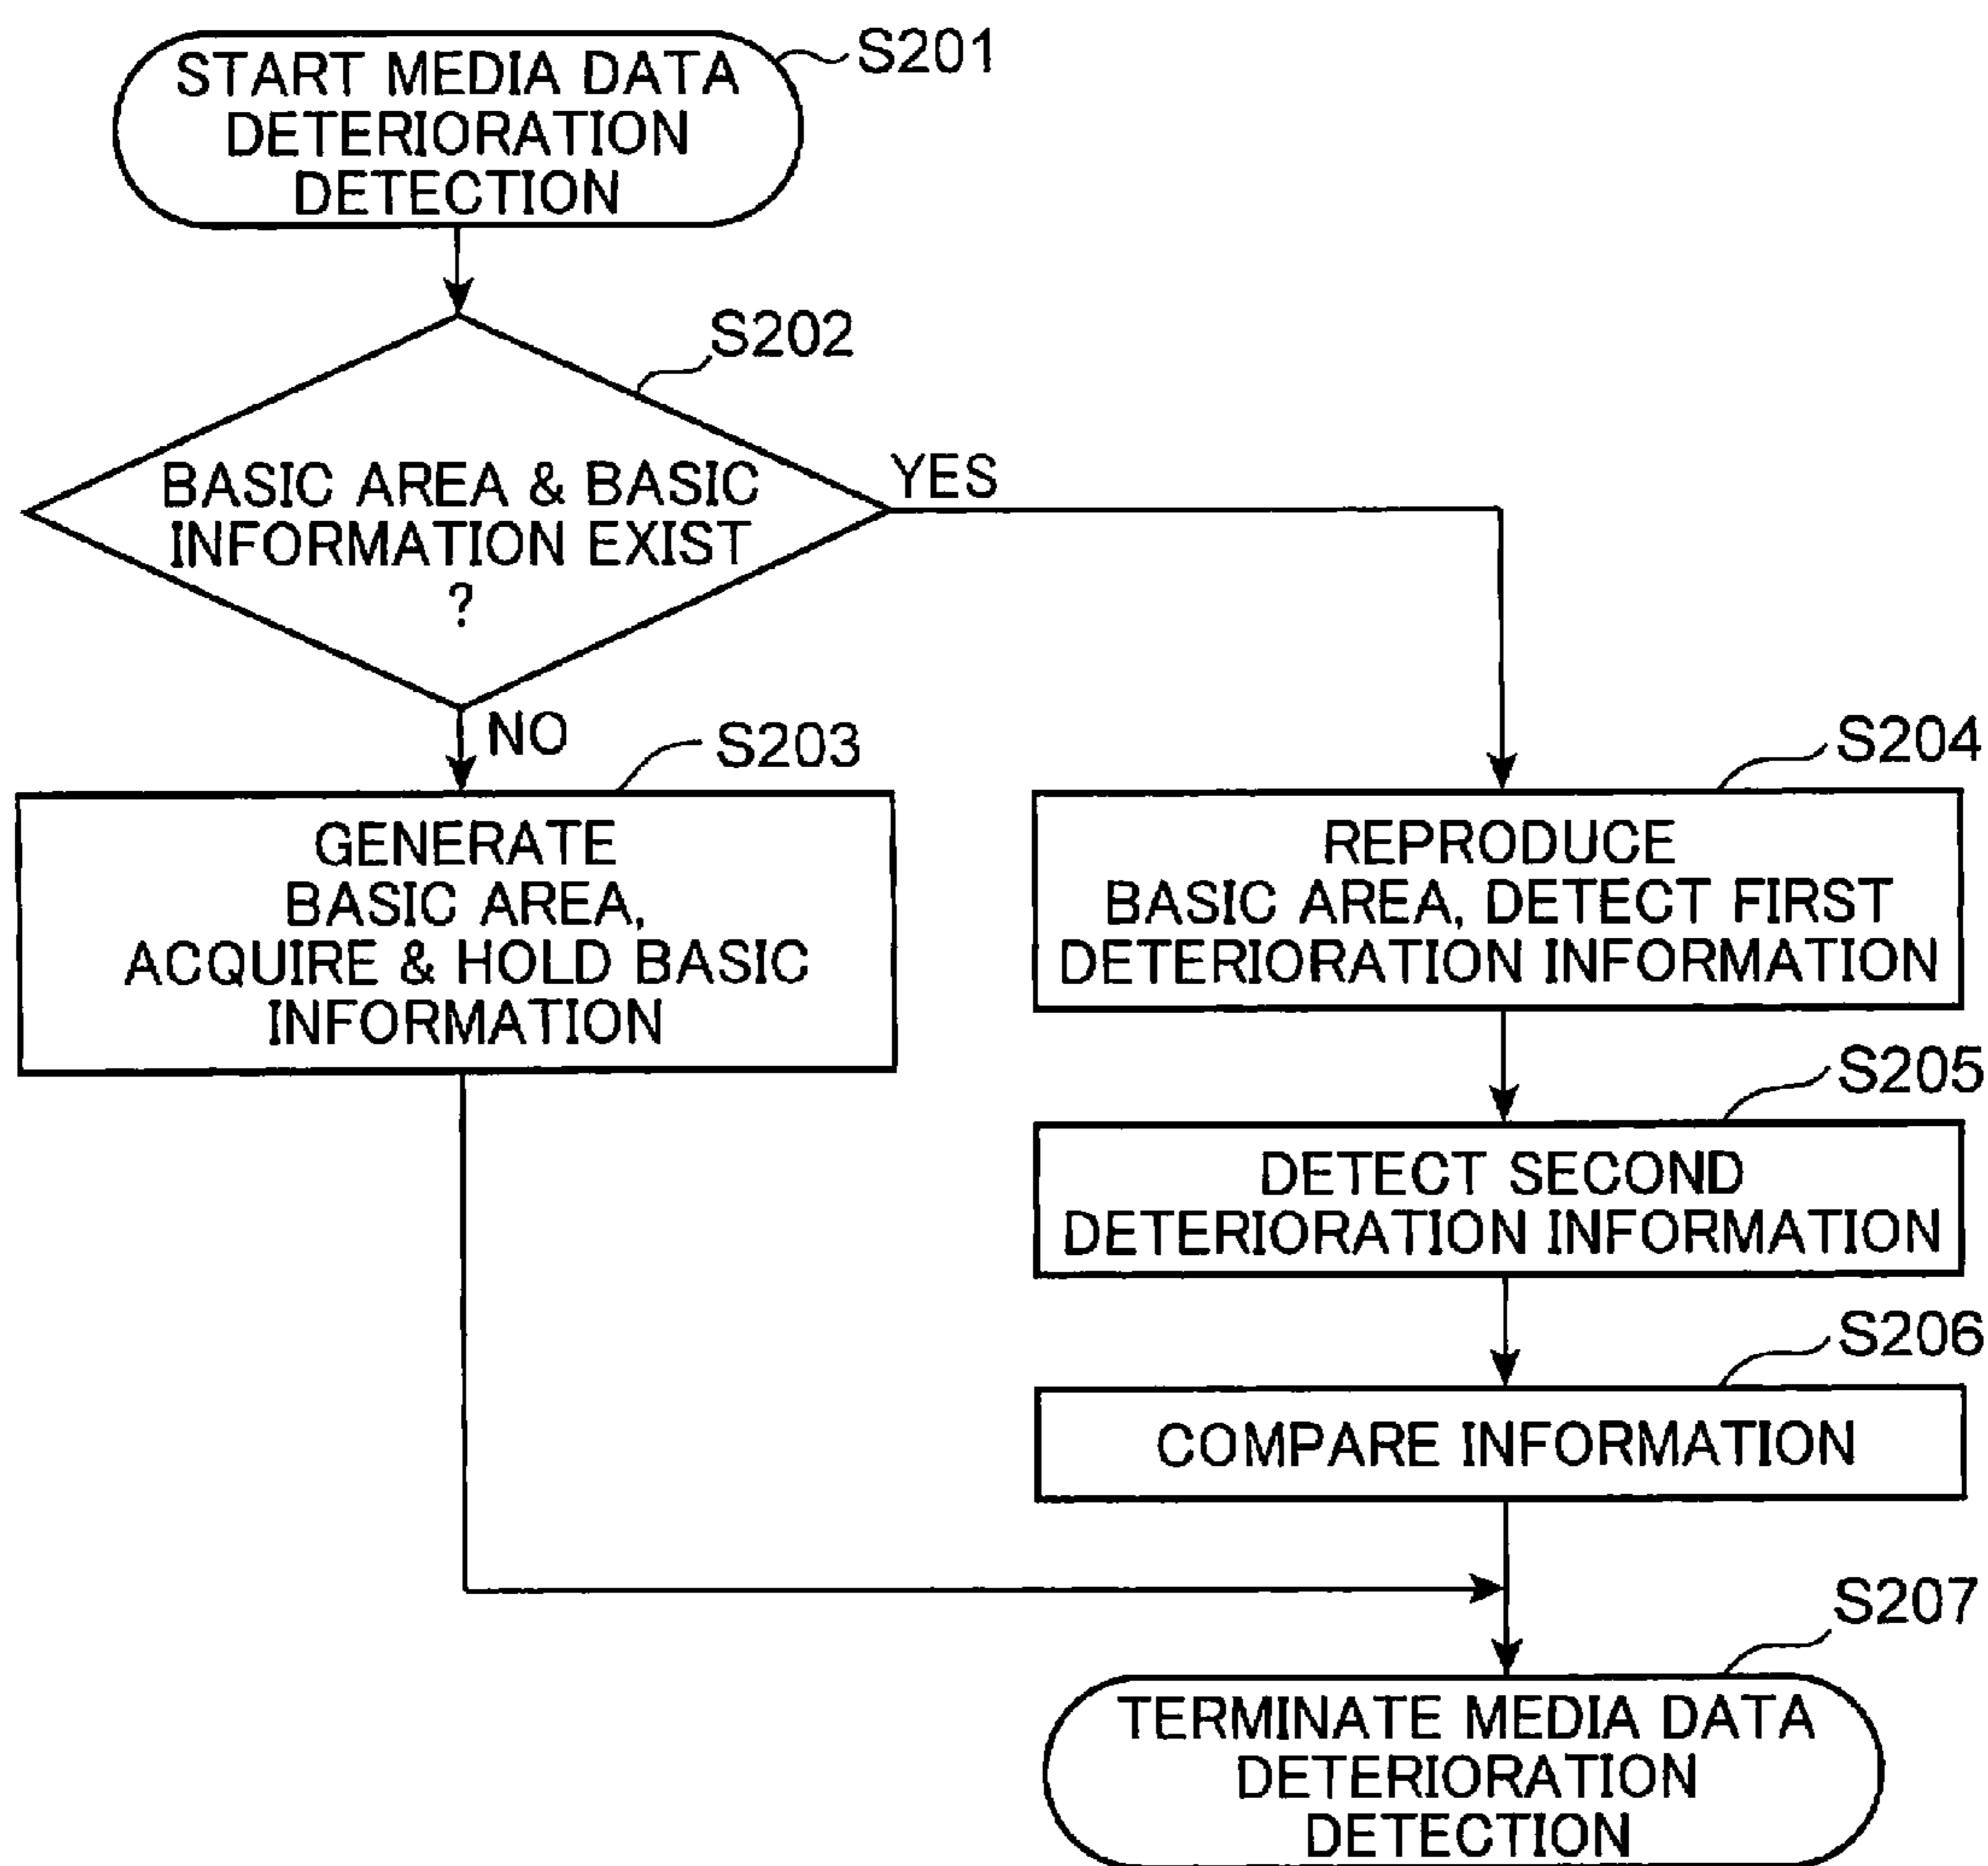 START MEDIA DATA
DETERIORATION
DETECTION
S201
S202
BASIC AREA & BASIC
INFORMATION EXIST
?
YES
NO
S203
GENERATE
BASIC AREA,
ACQUIRE & HOLD BASIC
INFORMATION
S204
REPRODUCE
BASIC AREA, DETECT FIRST
DETERIORATION INFORMATION
S205
DETECT SECOND
DETERIORATION INFORMATION
S206
COMPARE INFORMATION
S207
TERMINATE MEDIA DATA
DETERIORATION
DETECTION